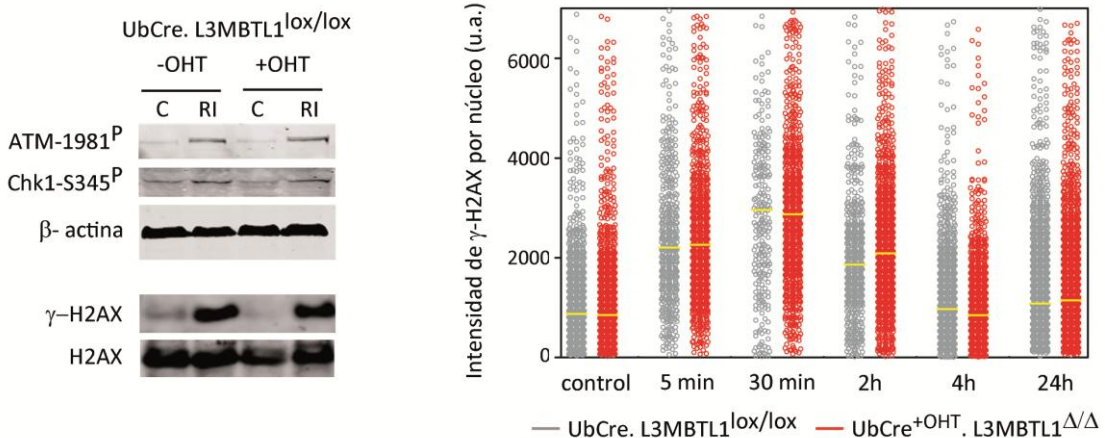 UbCre. L3MBTL1lox/lox
-OHT +OHT
C RI C RI
ATM-1981P
Chk1-S345P
β- actina
γ–H2AX
H2AX
Intensidad de γ-H2AX por núcleo (u.a.)
6000
4000
2000
0
control 5 min 30 min 2h 4h 24h
UbCre. L3MBTL1lox/lox UbCre+OHT. L3MBTL1Δ/Δ